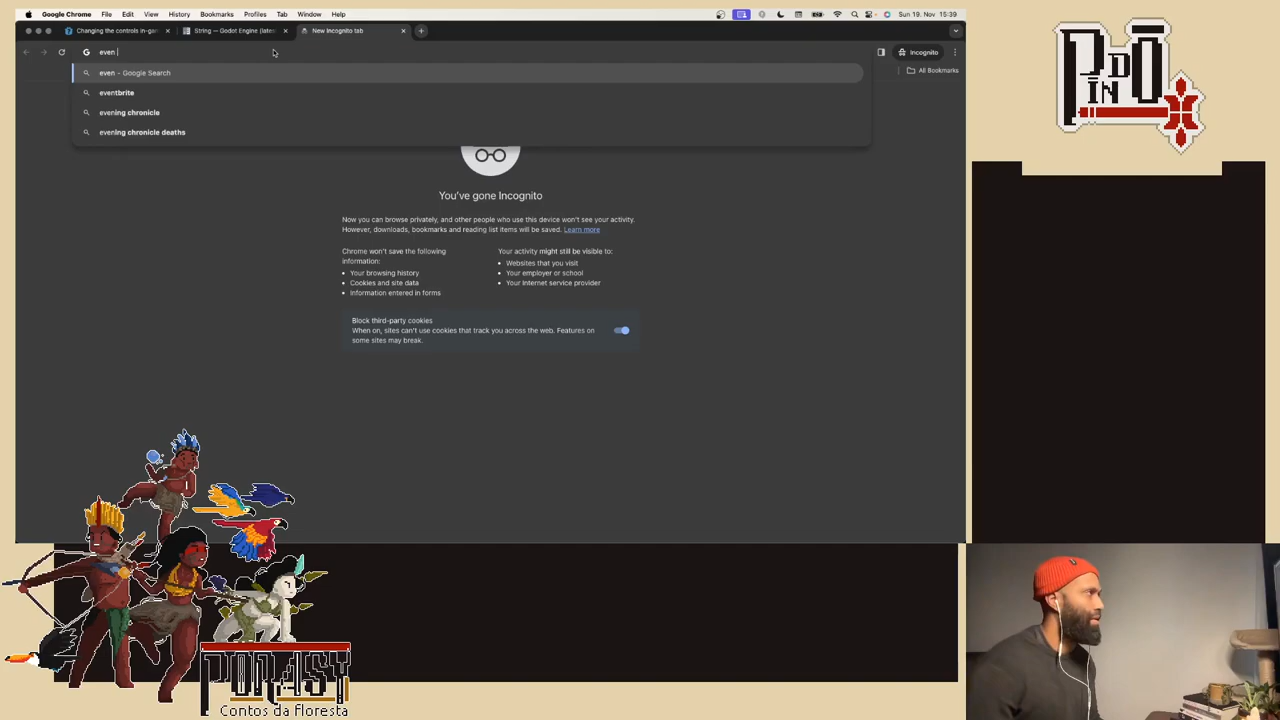 Google Chrome File Edit View History Bookmarks Profiles Tab Window Help
Sun 19. Nov 15:39
Changing the controls in-gam
String — Godot Engine (lates
New Incognito tab
even
Incognito
even - Google Search
All Bookmarks
eventbrite
evening chronicle
evening chronicle deaths
You've gone Incognito
Now you can browse privately, and other people who use this device won't see your activity.
However, downloads, bookmarks and reading list items will be saved. Learn more
Chrome won't save the following
information:
• Your browsing history
• Cookies and site data
• Information entered in forms
Your activity might still be visible to:
• Websites that you visit
• Your employer or school
• Your internet service provider
Block third-party cookies
When on, sites can't use cookies that track you across the web. Features on
some sites may break.
PORASY
Contos da Floresta